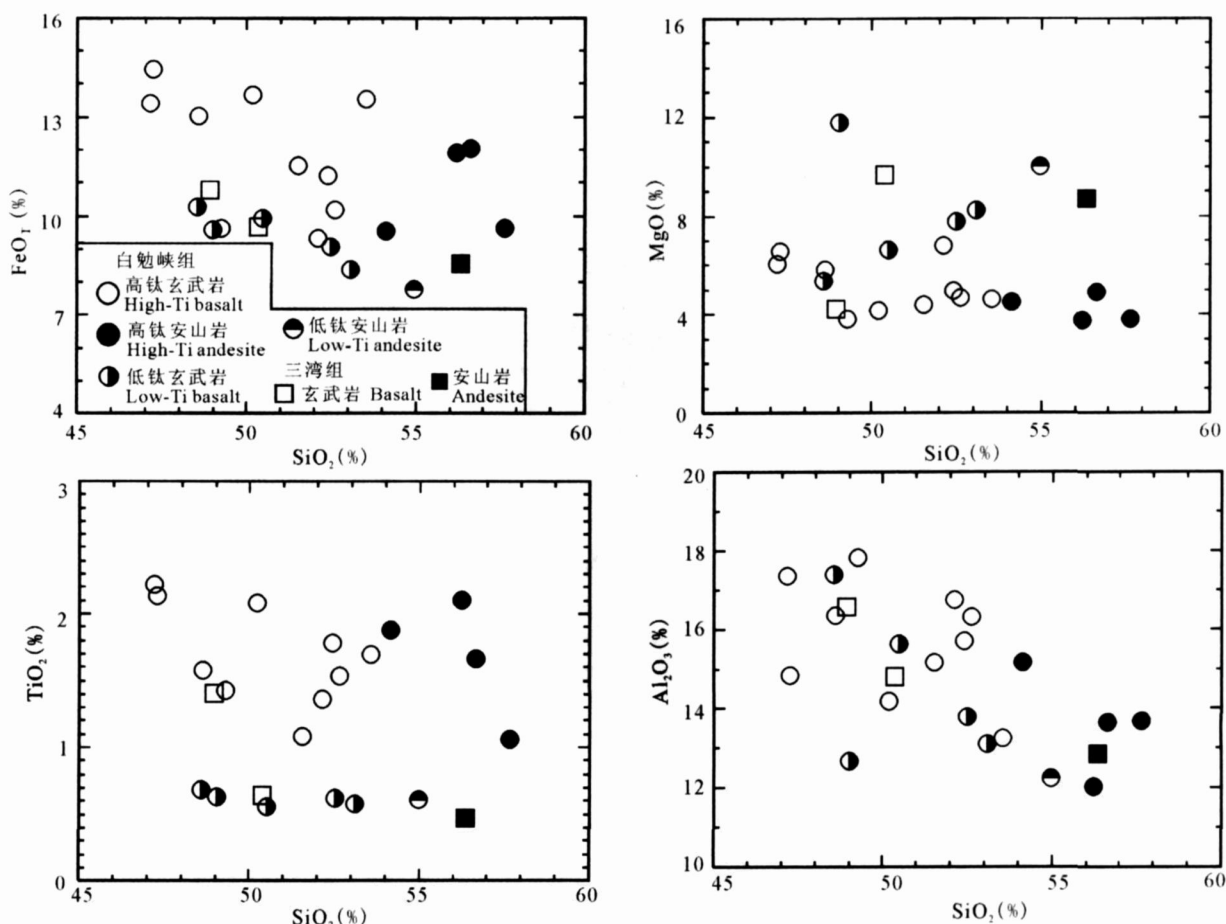 16
13
10
7
4
FeO_T (%)
白勉峡组
高钛玄武岩
High-Ti basalt
高钛安山岩
High-Ti andesite
低钛玄武岩
Low-Ti basalt
低钛安山岩
Low-Ti andesite
三湾组
玄武岩 Basalt
安山岩
Andesite
45 50 55 60
SiO₂(%)
16
12
8
4
0
MgO(%)
45 50 55 60
SiO₂(%)
3
2
1
0
TiO₂(%)
45 50 55 60
SiO₂(%)
20
18
16
14
12
10
Al₂O₃(%)
45 50 55 60
SiO₂(%)